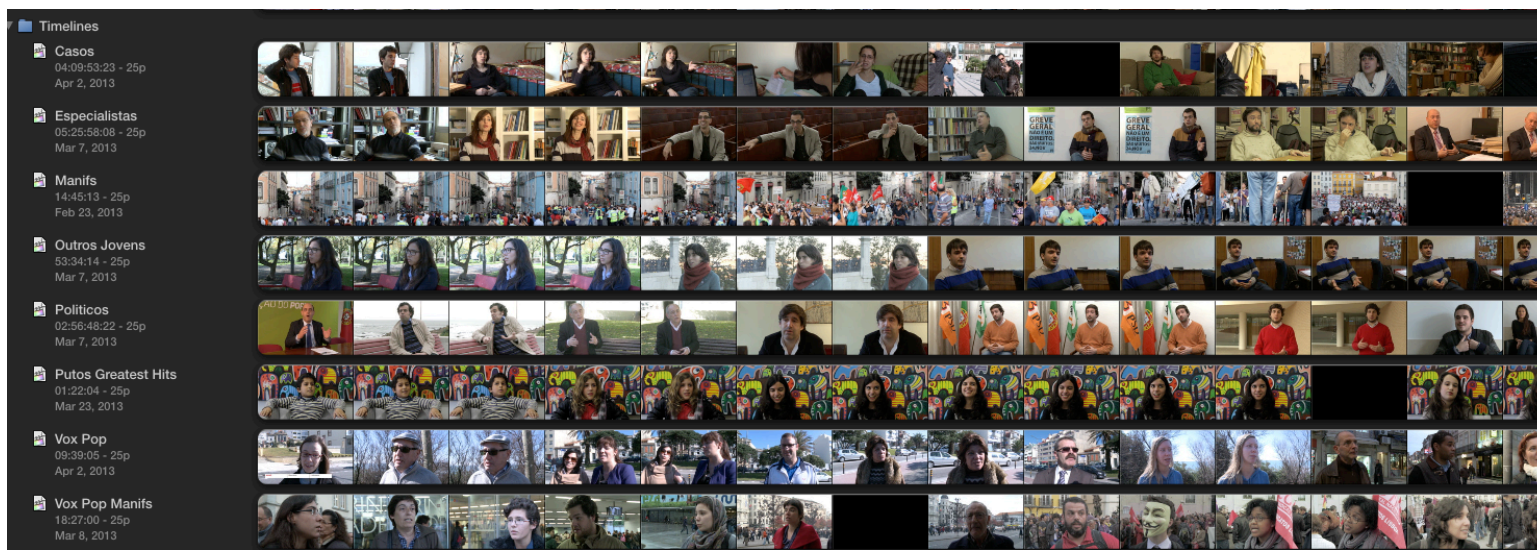 Timelines
Casos
04:09:53:23 - 25p
Apr 2, 2013
Especialistas
05:25:58:08 - 25p
Mar 7, 2013
GREVE
GERAL
GREVE
GERAL
Manifs
14:45:13 - 25p
Feb 23, 2013
Outros Jovens
53:34:14 - 25p
Mar 7, 2013
Politicos
02:56:48:22 - 25p
Mar 7, 2013
Putos Greatest Hits
01:22:04 - 25p
Mar 23, 2013
Vox Pop
09:39:05 - 25p
Apr 2, 2013
Vox Pop Manifs
18:27:00 - 25p
Mar 8, 2013